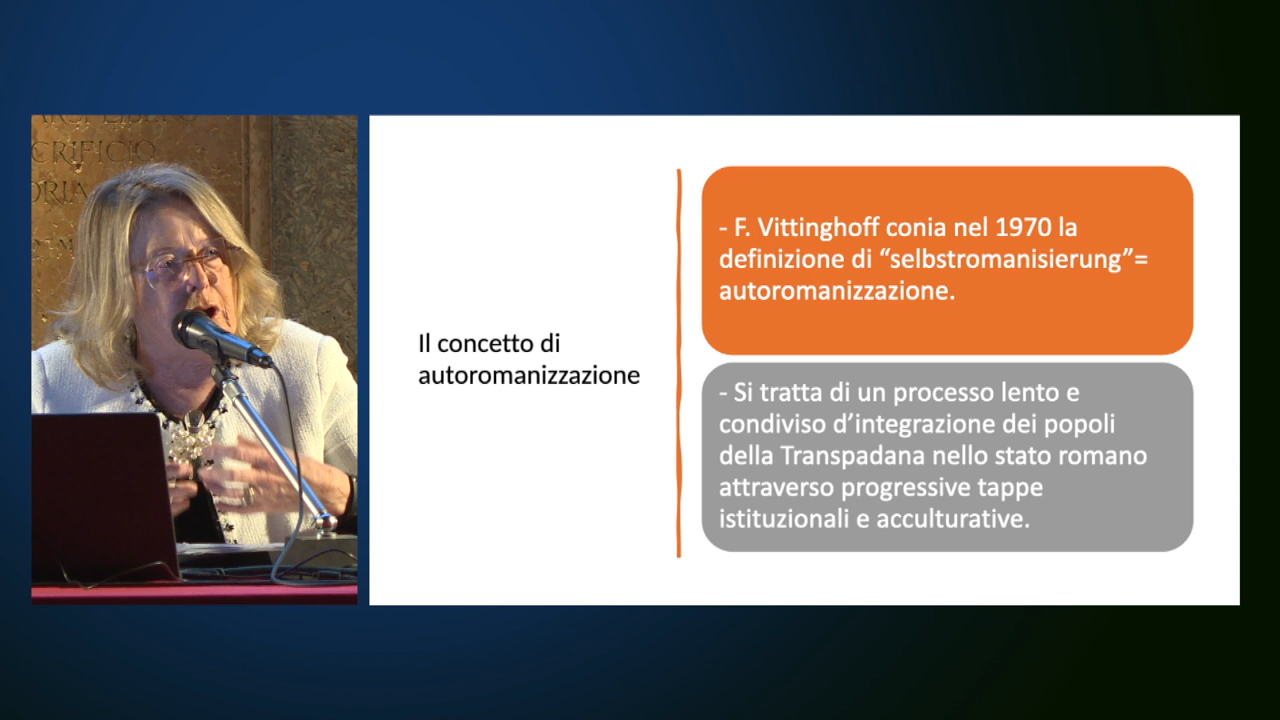 CRIFICIO
Il concetto di
autoromanizzazione
- F. Vittinghoff conia nel 1970 la
definizione di “selbstromanisierung”=
autoromanizzazione.
- Si tratta di un processo lento e
condiviso d’integrazione dei popoli
della Transpadana nello stato romano
attraverso progressive tappe
istituzionali e acculturative.